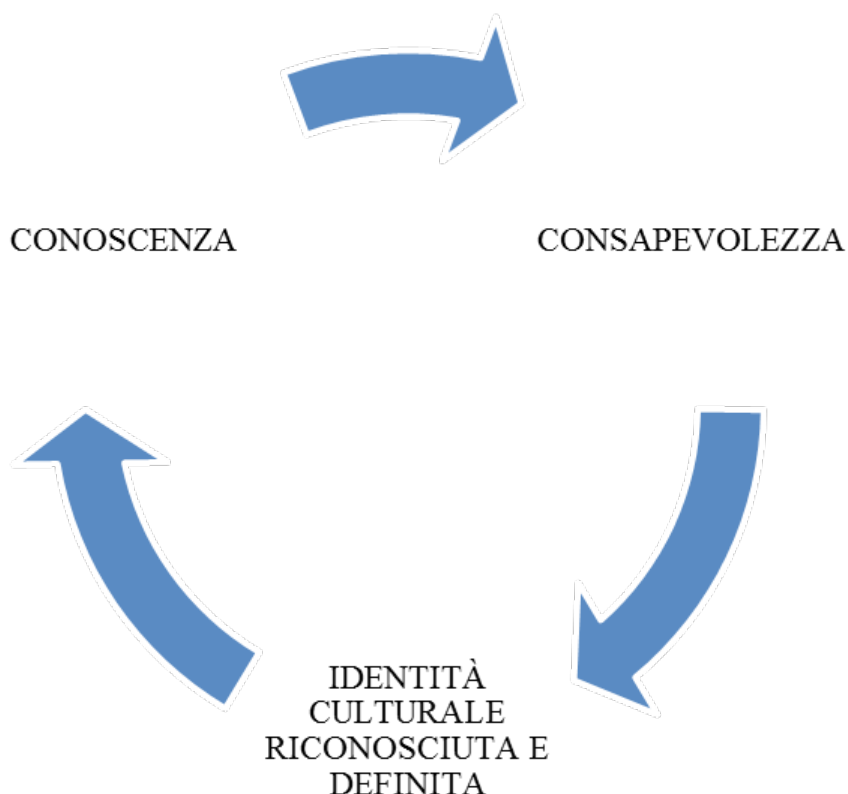 CONOSCENZA
CONSAPEVOLEZZA
IDENTITÀ
CULTURALE
RICONOSCIUTA E
DEFINITA